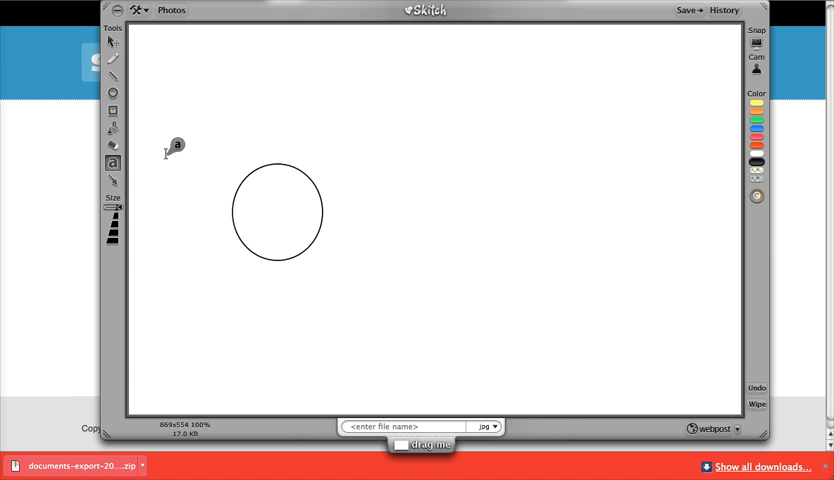 Photos
Skitch
Save
History
Tools
a
a
Size
Snap
Cam
Color
Undo
Wipe
869x554 100%
17.0 KB
<enter file name>
jpg
webpost
drag me
Copy
documents-export-20....zip
Show all downloads...